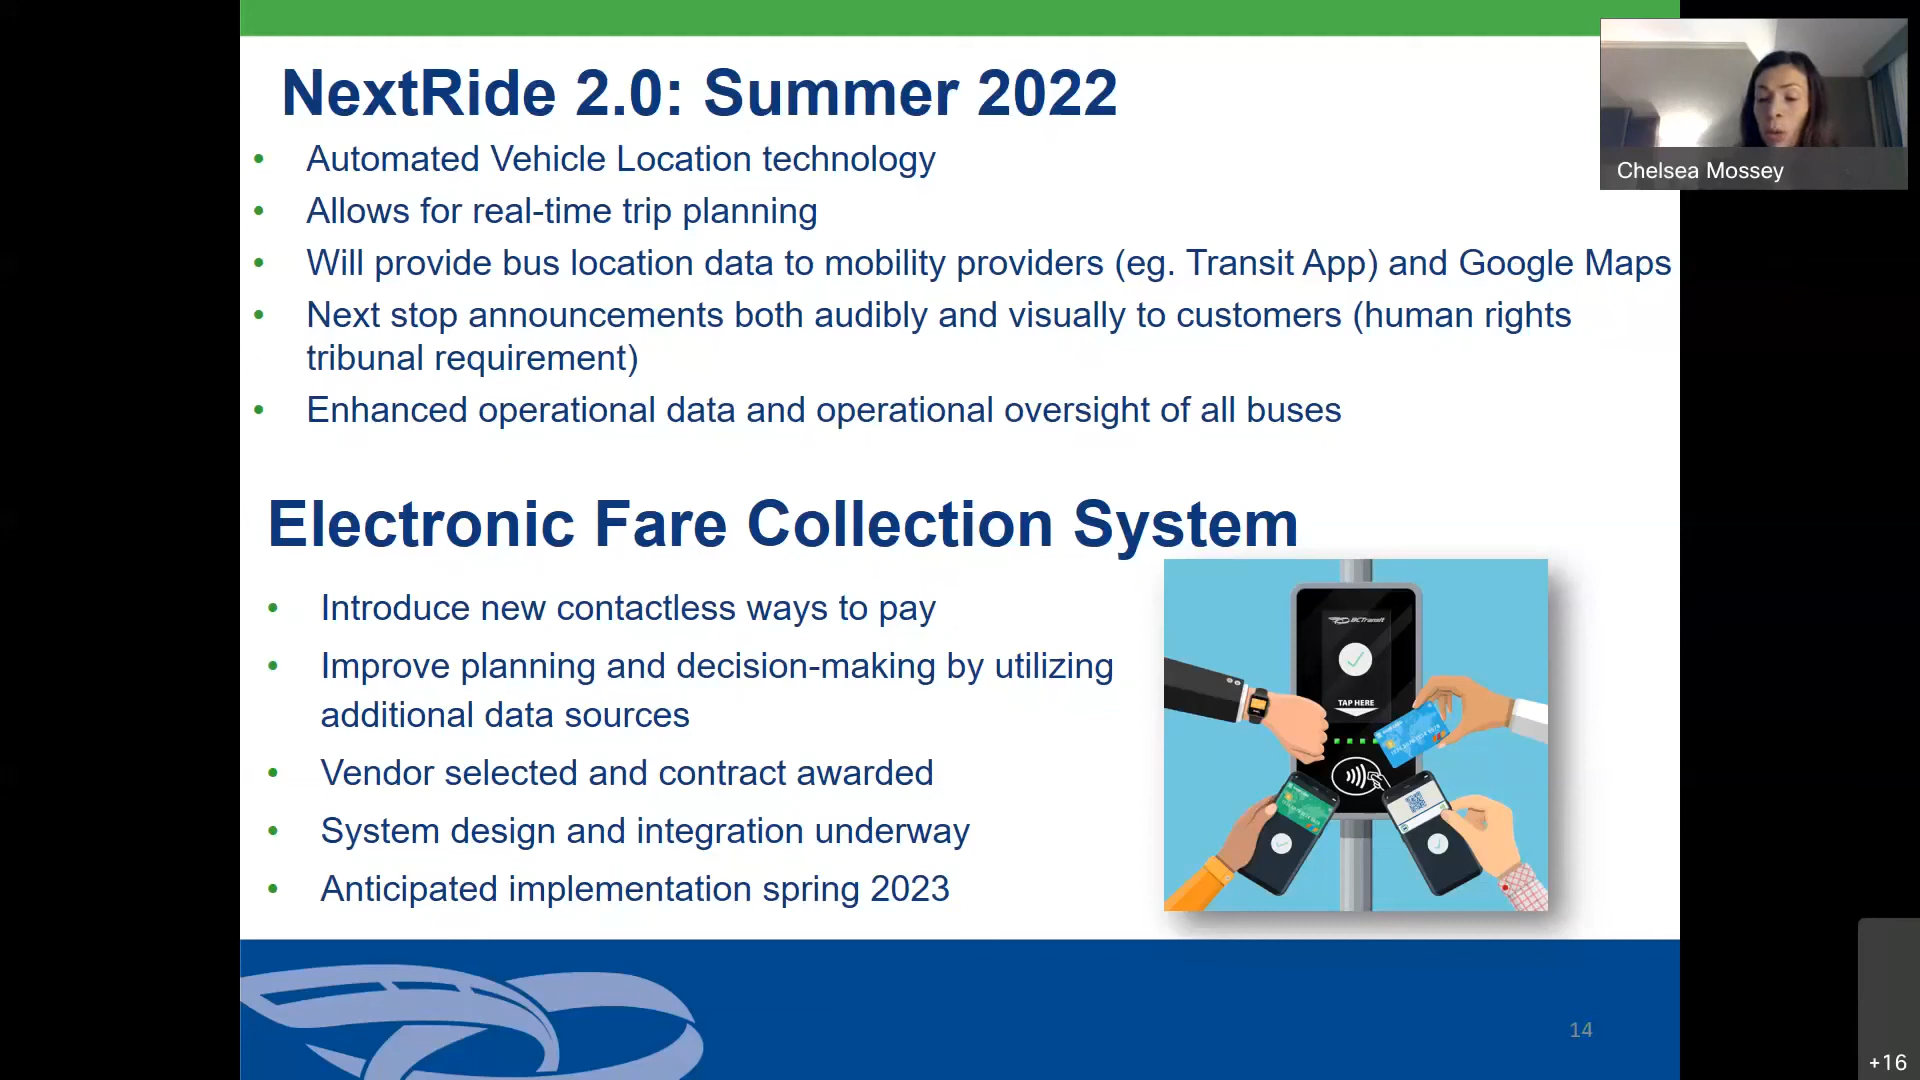 NextRide 2.0: Summer 2022
• Automated Vehicle Location technology
• Allows for real-time trip planning
• Will provide bus location data to mobility providers (eg. Transit App) and Google Maps
• Next stop announcements both audibly and visually to customers (human rights
tribunal requirement)
• Enhanced operational data and operational oversight of all buses
Electronic Fare Collection System
• Introduce new contactless ways to pay
• Improve planning and decision-making by utilizing
additional data sources
• Vendor selected and contract awarded
• System design and integration underway
• Anticipated implementation spring 2023
BCTransit
TAP HERE
14
Chelsea Mossey
+16